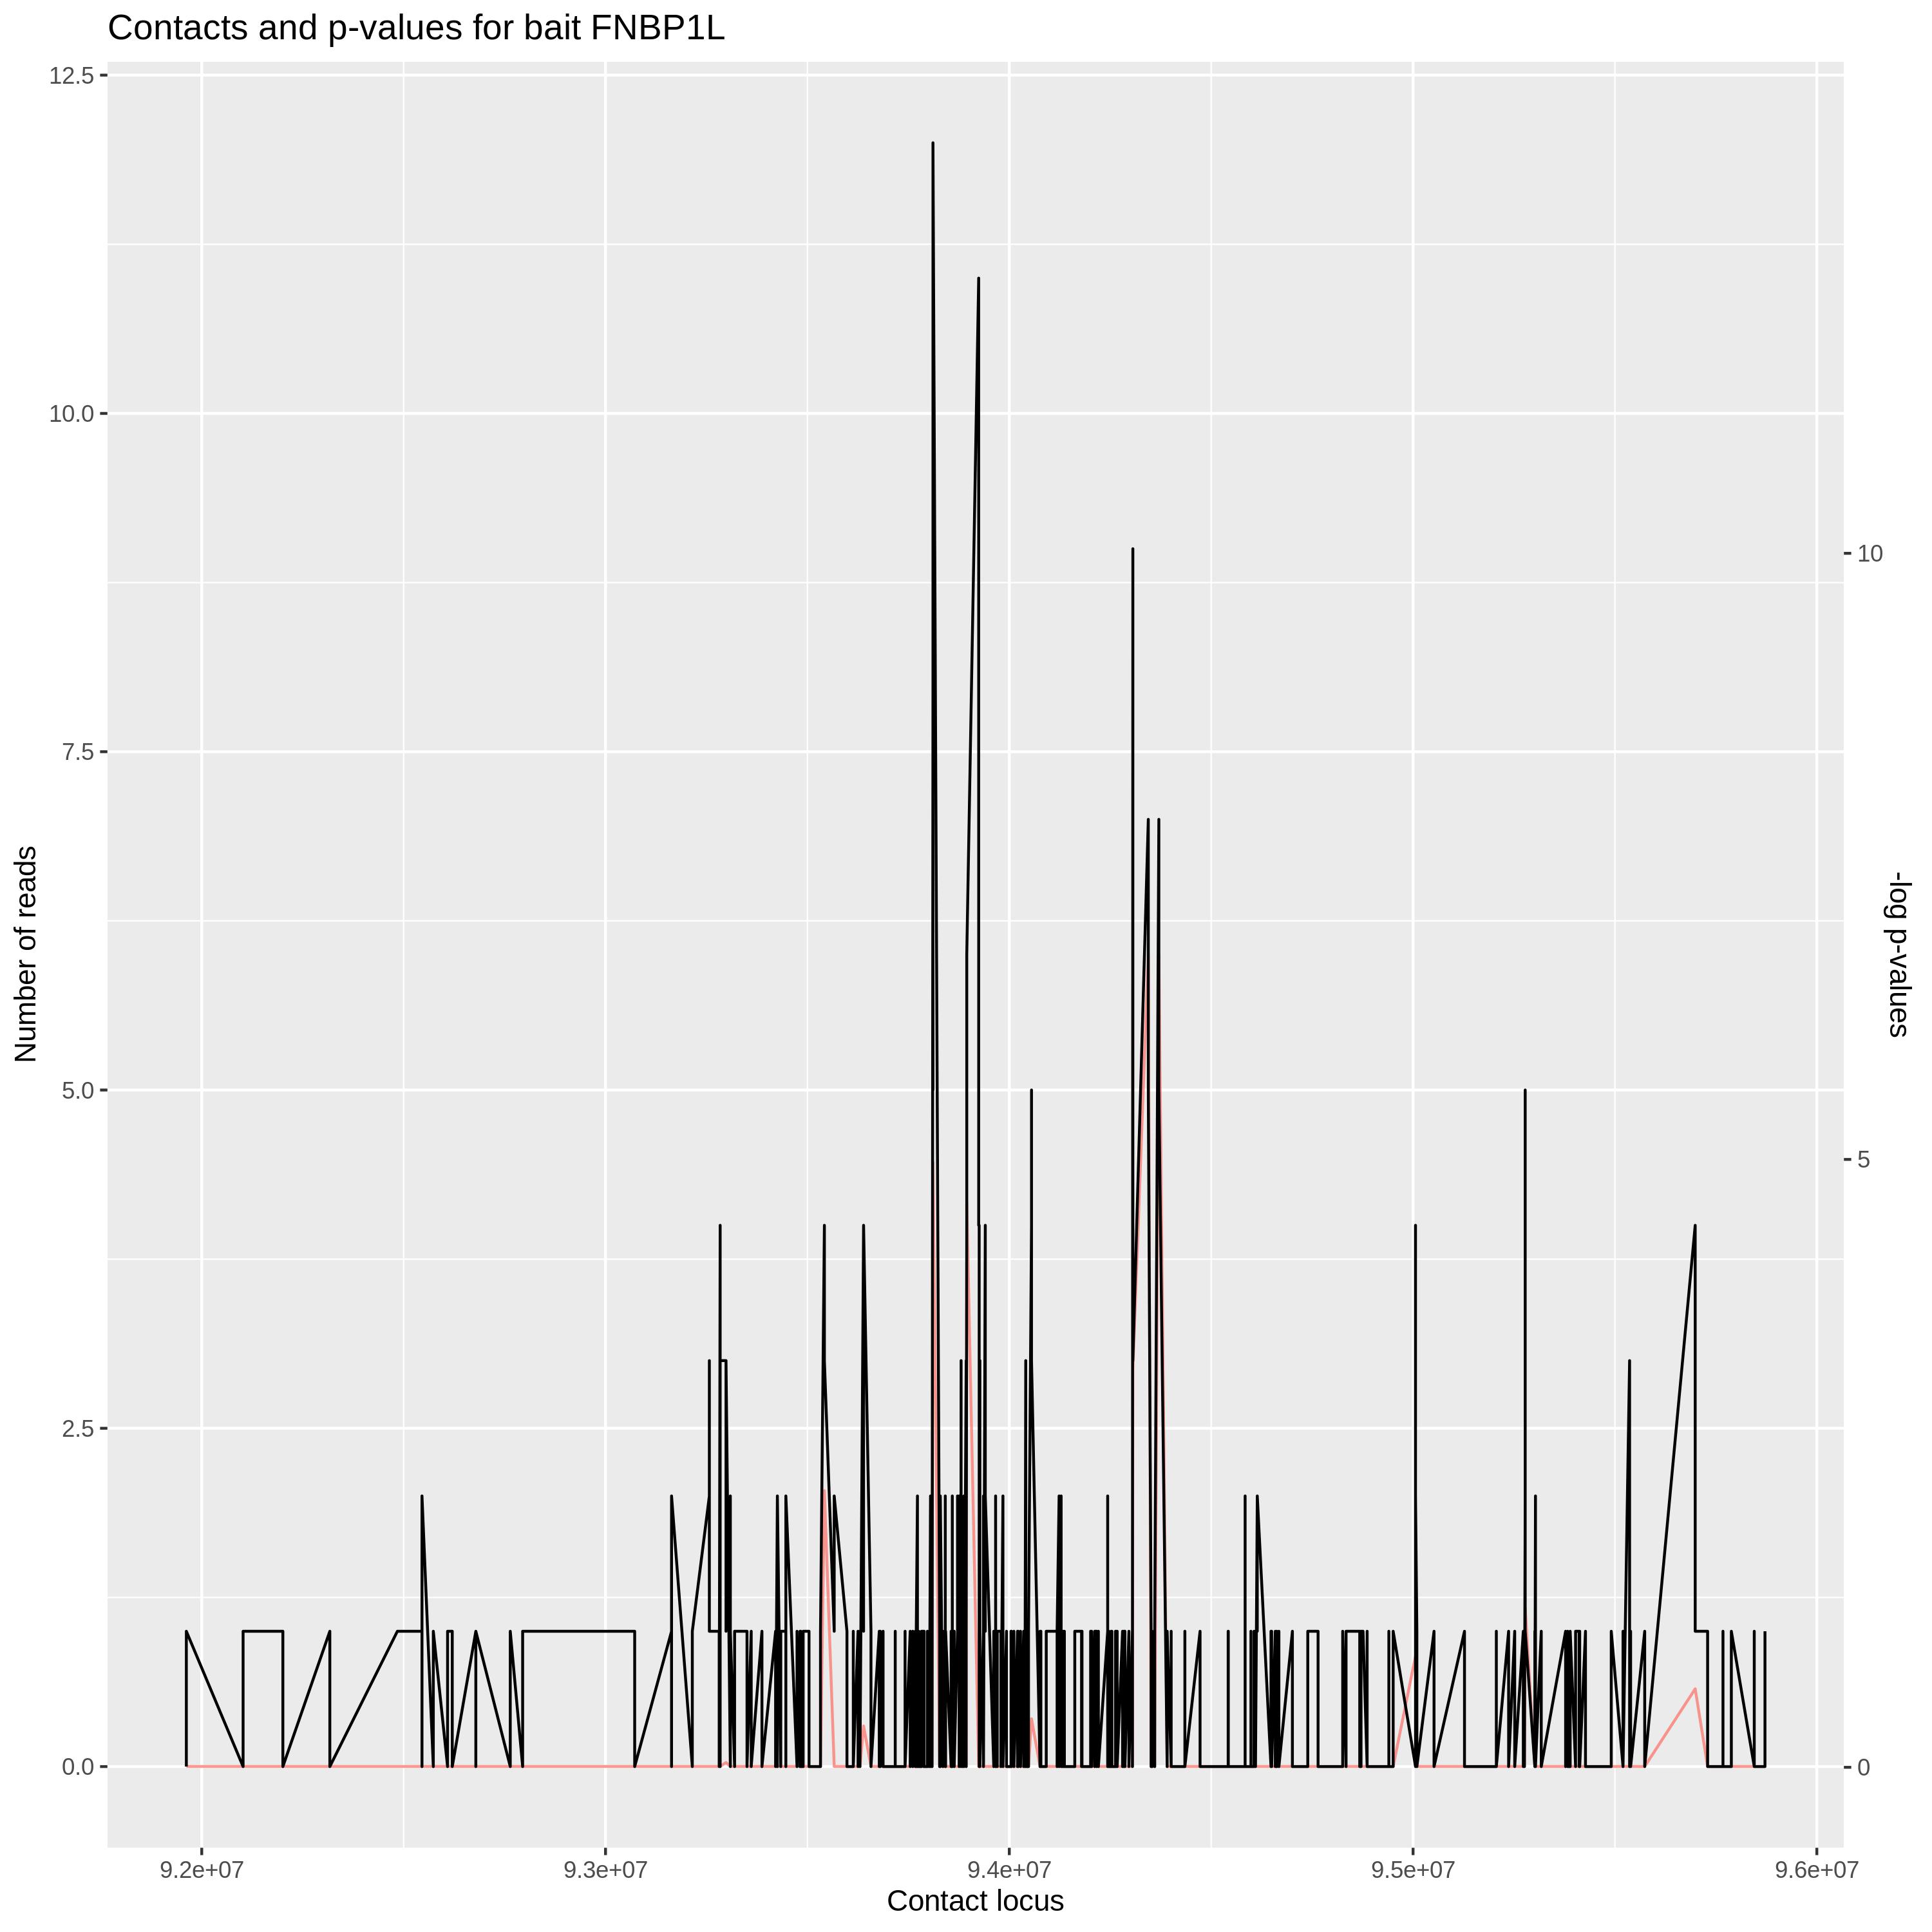 Contacts and p-values for bait FNBP1L
12.5
10.0
7.5
5.0
2.5
0.0
Number of reads
10
5
0
-log p-values
9.2e+07
9.3e+07
9.4e+07
9.5e+07
9.6e+07
Contact locus